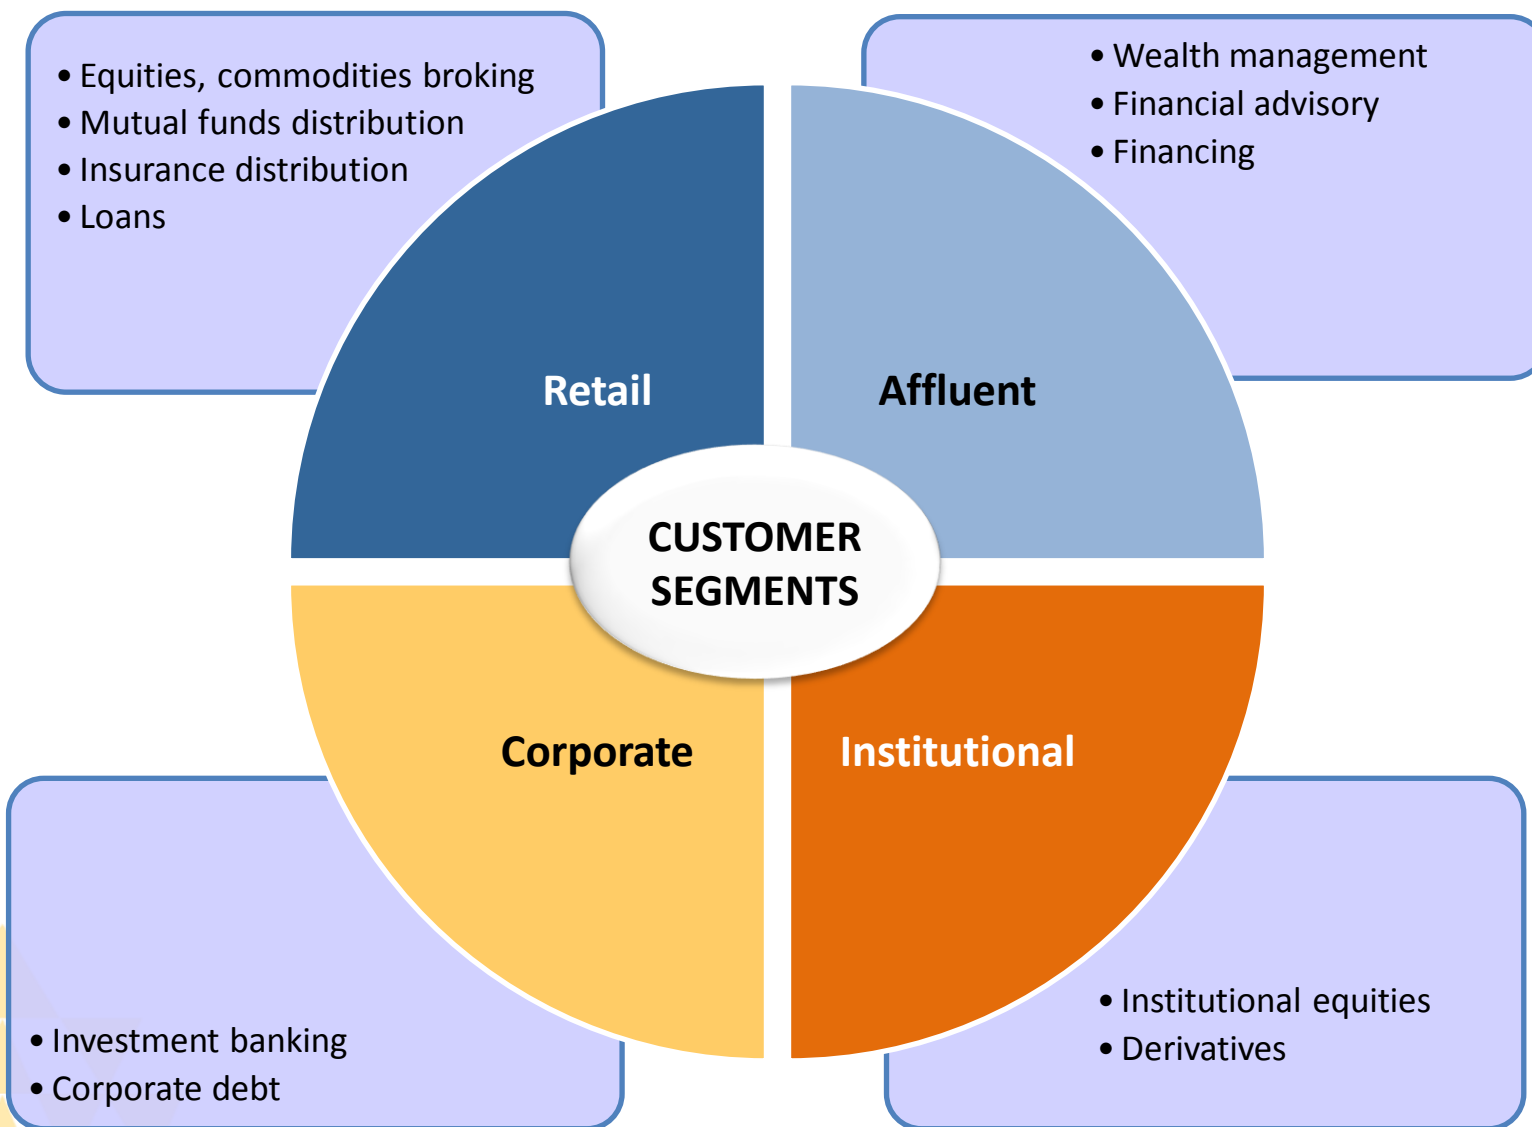 • Equities, commodities broking
• Mutual funds distribution
• Insurance distribution
• Loans
• Wealth management
• Financial advisory
• Financing
Retail
Affluent
CUSTOMER
SEGMENTS
Corporate
Institutional
• Investment banking
• Corporate debt
• Institutional equities
• Derivatives